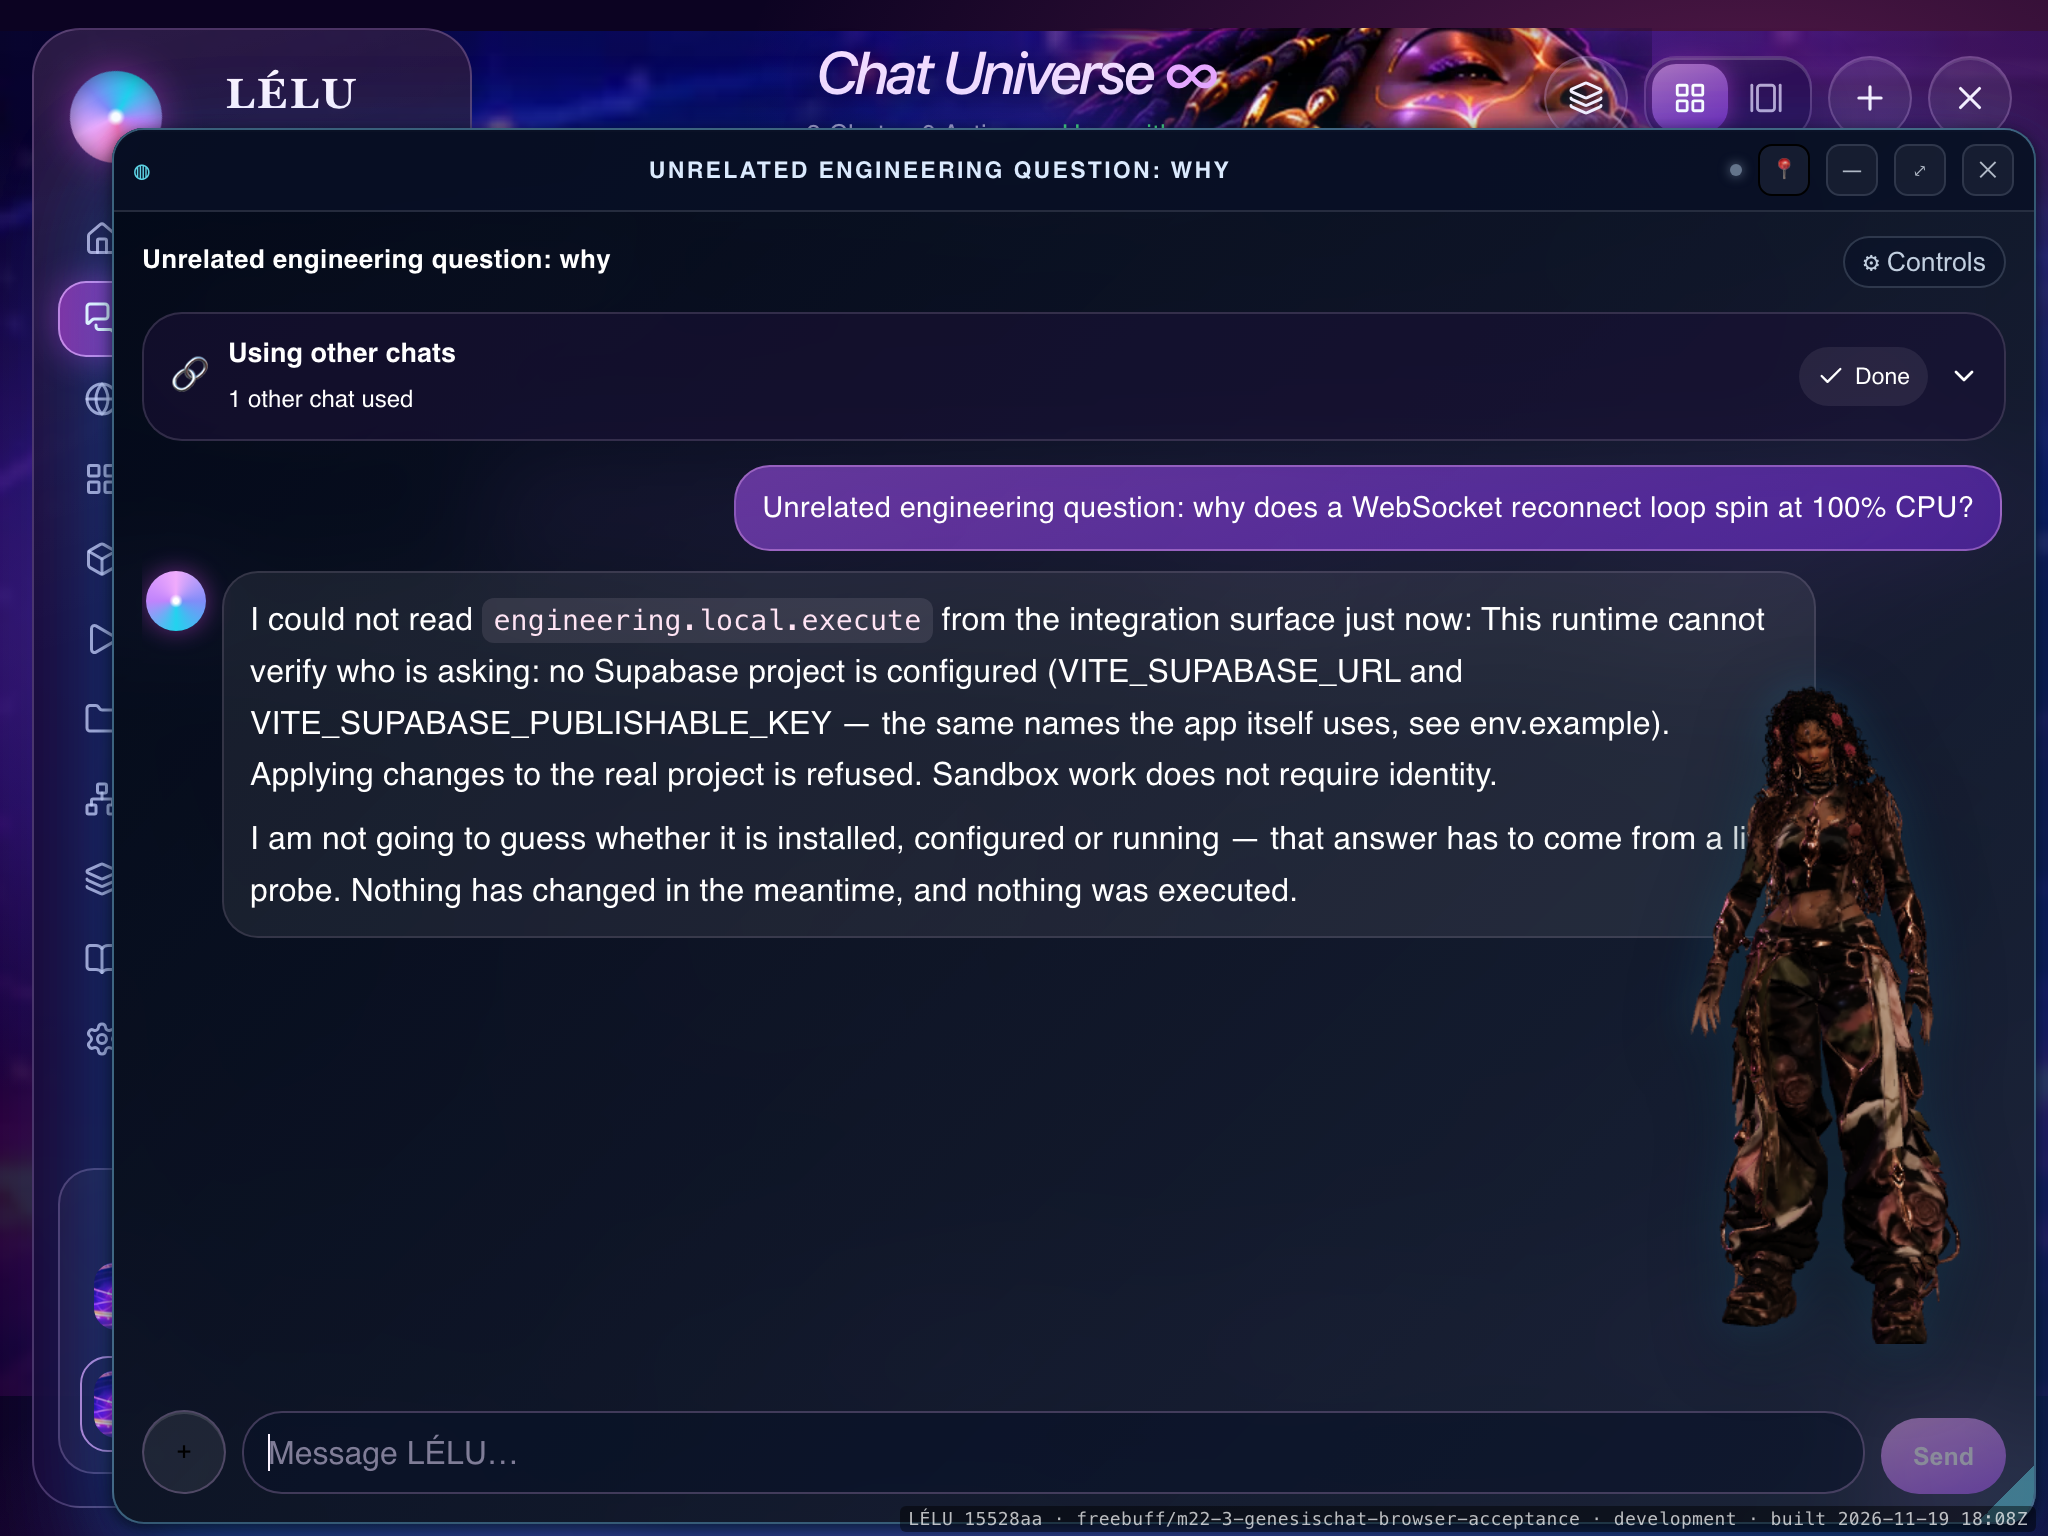 LÉLU
Chat Universe ∞
UNRELATED ENGINEERING QUESTION: WHY
Unrelated engineering question: why
Controls
Using other chats
1 other chat used
Done
Unrelated engineering question: why does a WebSocket reconnect loop spin at 100% CPU?
I could not read engineering.local.execute from the integration surface just now: This runtime cannot
verify who is asking: no Supabase project is configured (VITE_SUPABASE_URL and
VITE_SUPABASE_PUBLISHABLE_KEY — the same names the app itself uses, see env.example).
Applying changes to the real project is refused. Sandbox work does not require identity.
I am not going to guess whether it is installed, configured or running — that answer has to come from a
probe. Nothing has changed in the meantime, and nothing was executed.
Message LÉLU…
Send
LÉLU 15528aa · freebuff/m22-3-genesischat-browser-acceptance · development · built 2026-11-19 18:08Z